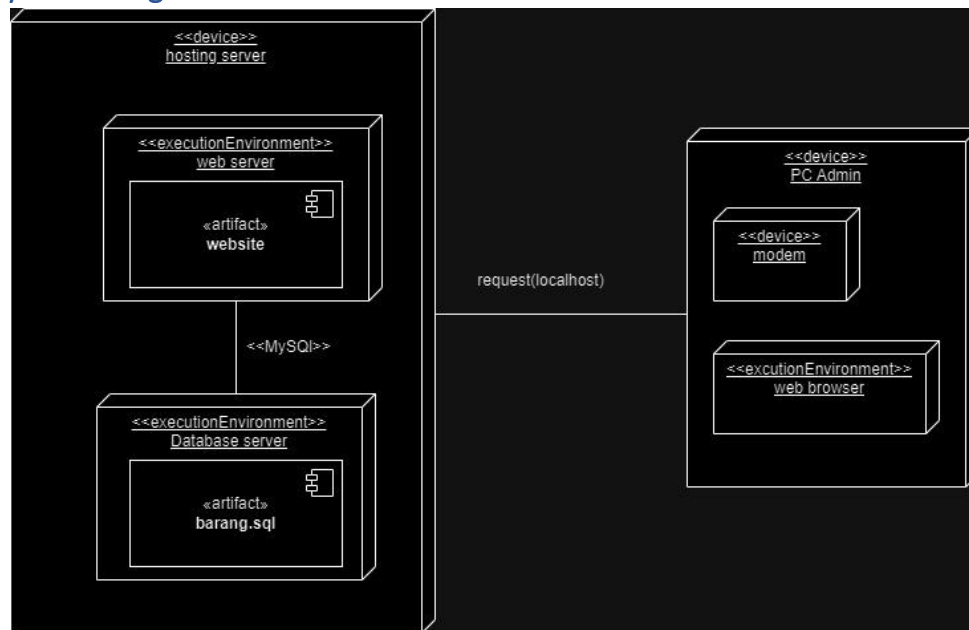 <<device>>
hosting server
<<executionEnvironment>>
web server
«artifact»
website
<<MySQl>>
<<executionEnvironment>>
Database server
«artifact»
barang.sql
request(localhost)
<<device>>
PC Admin
<<device>>
modem
<<excutionEnvironment>>
web browser